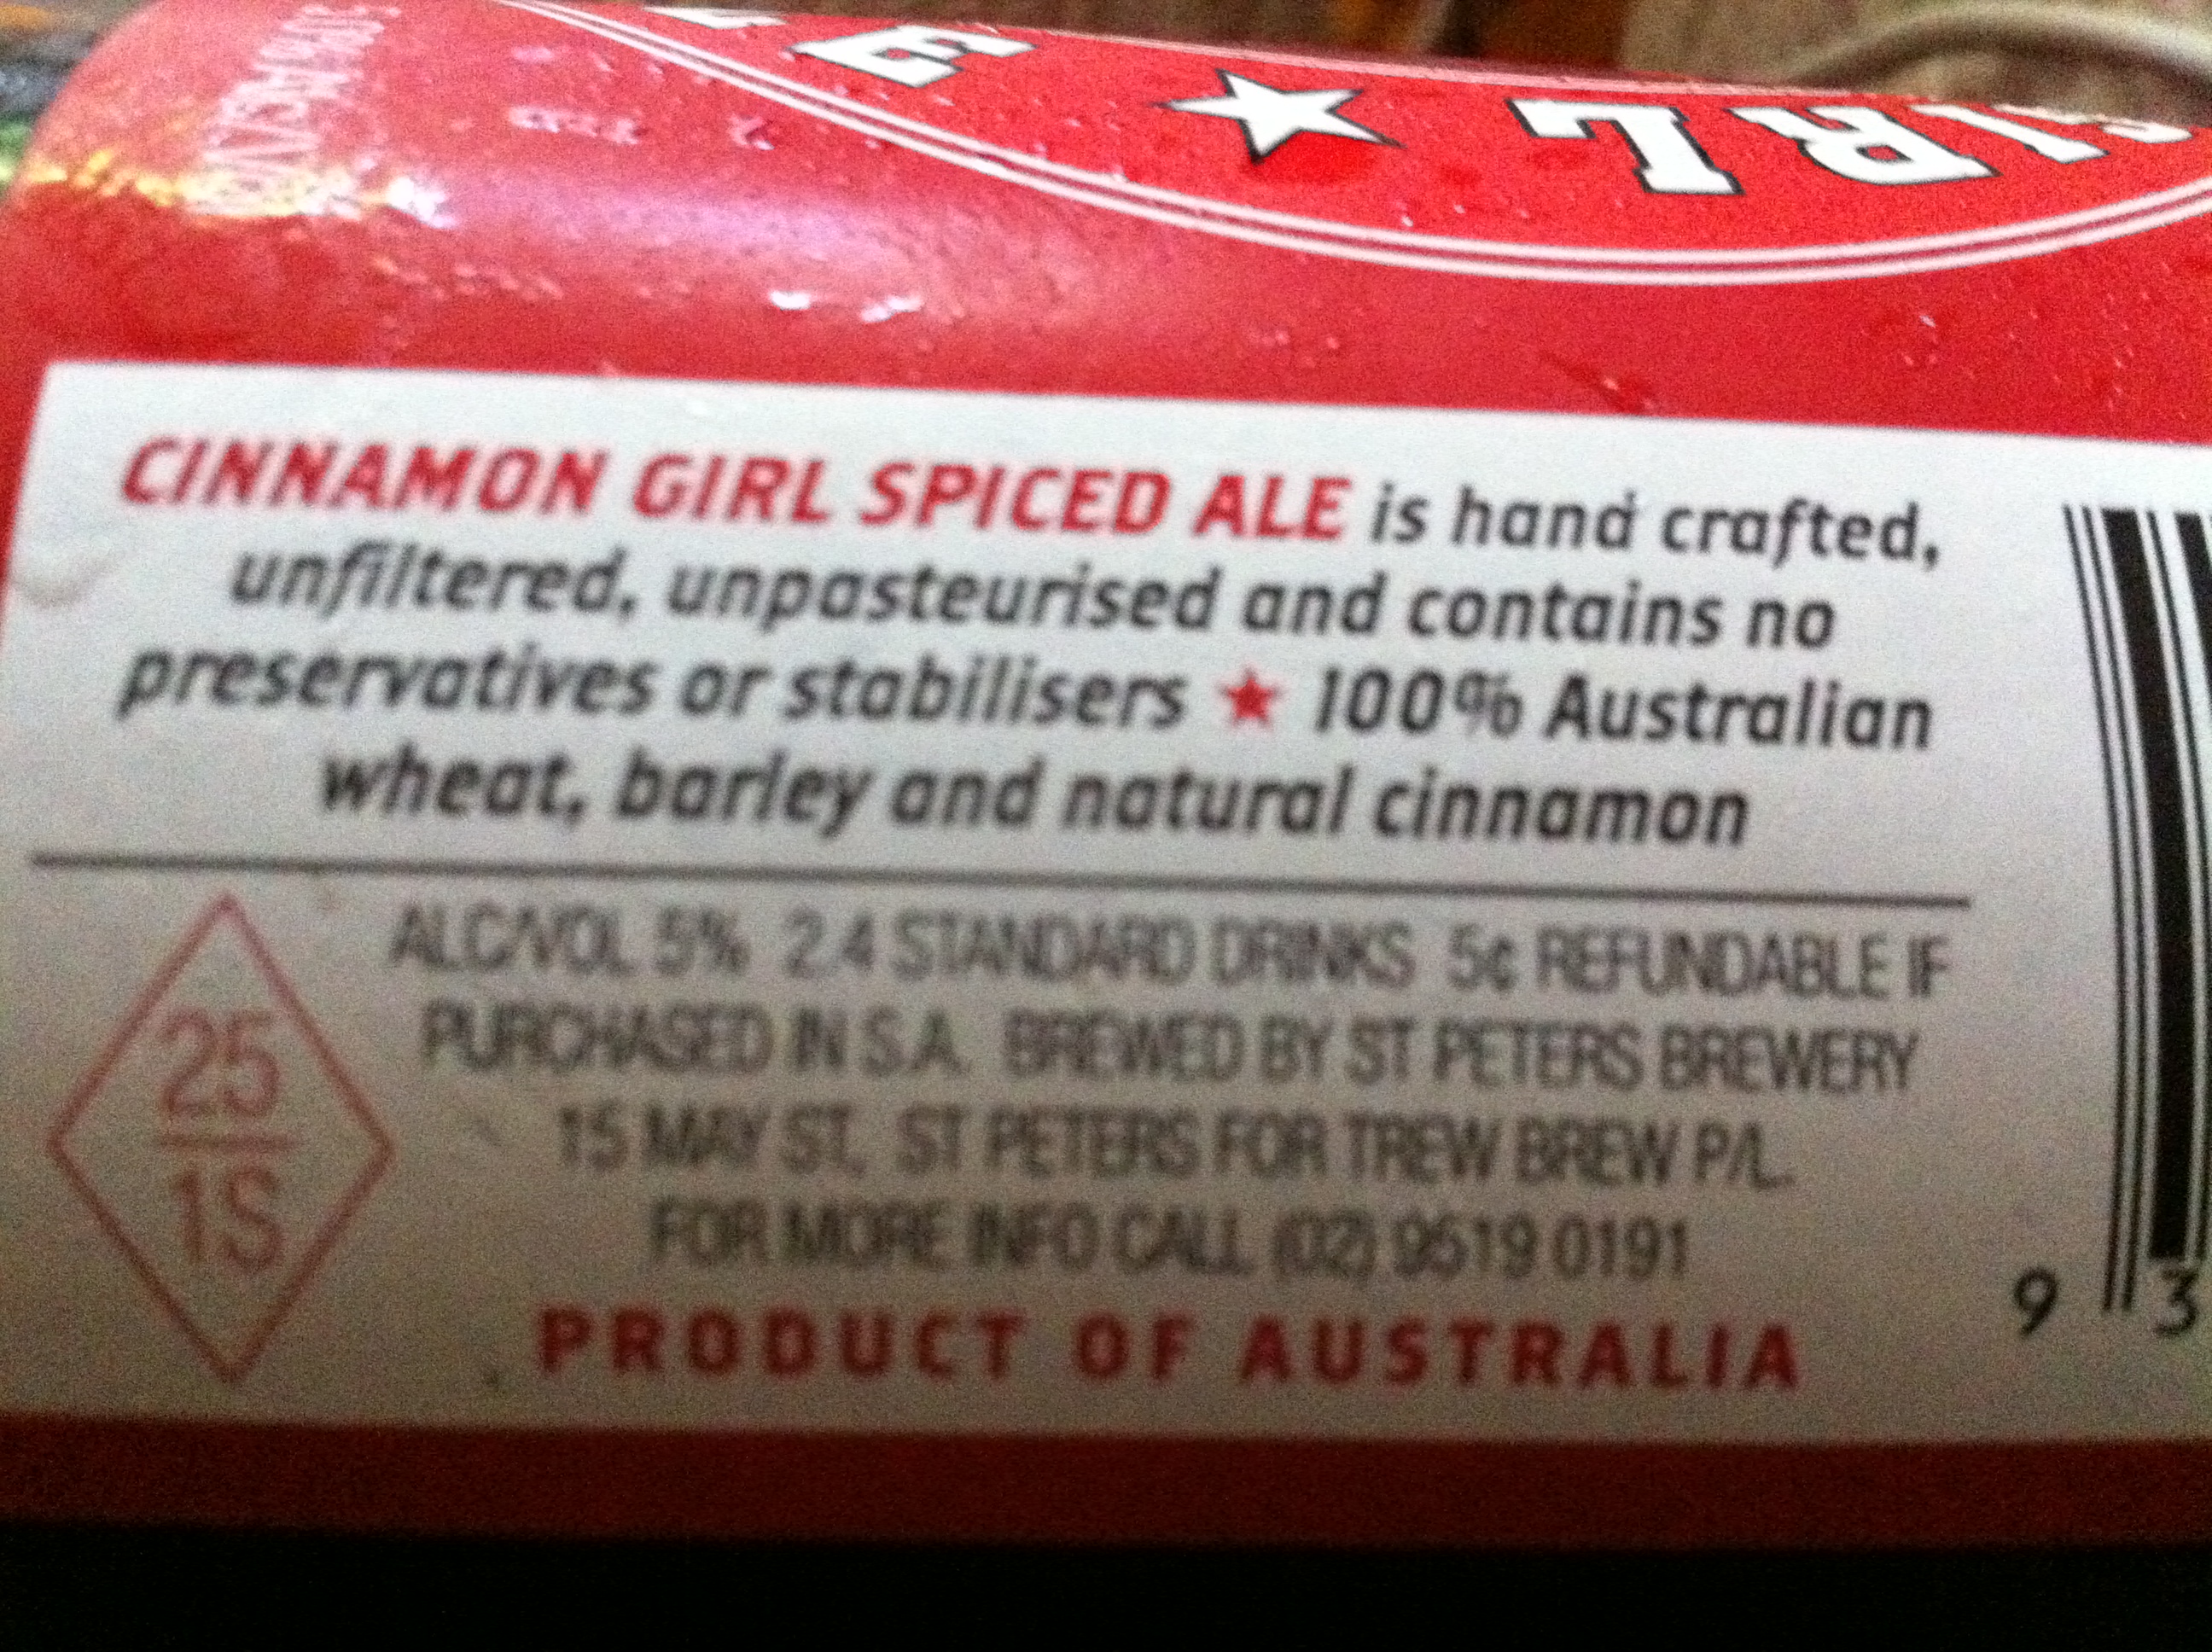 E ★ L R I G
CINNAMON GIRL SPICED ALE is hand crafted,
unfiltered, unpasteurised and contains no
preservatives or stabilisers ★ 100% Australian
wheat, barley and natural cinnamon
25
1S
ALC/VOL 5% 2.4 STANDARD DRINKS 5¢ REFUNDABLE IF
PURCHASED IN S.A. BREWED BY ST PETERS BREWERY
15 MAY ST, ST PETERS FOR TREW BREW P/L.
FOR MORE INFO CALL (02) 9519 0191
PRODUCT OF AUSTRALIA
9 3